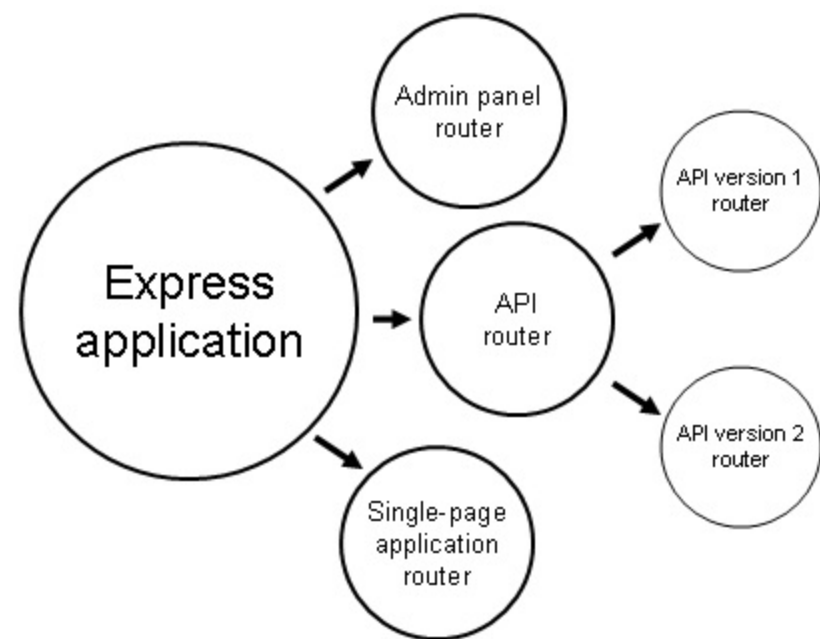 Express
application
Admin panel
router
API
router
Single-page
application
router
API version 1
router
API version 2
router